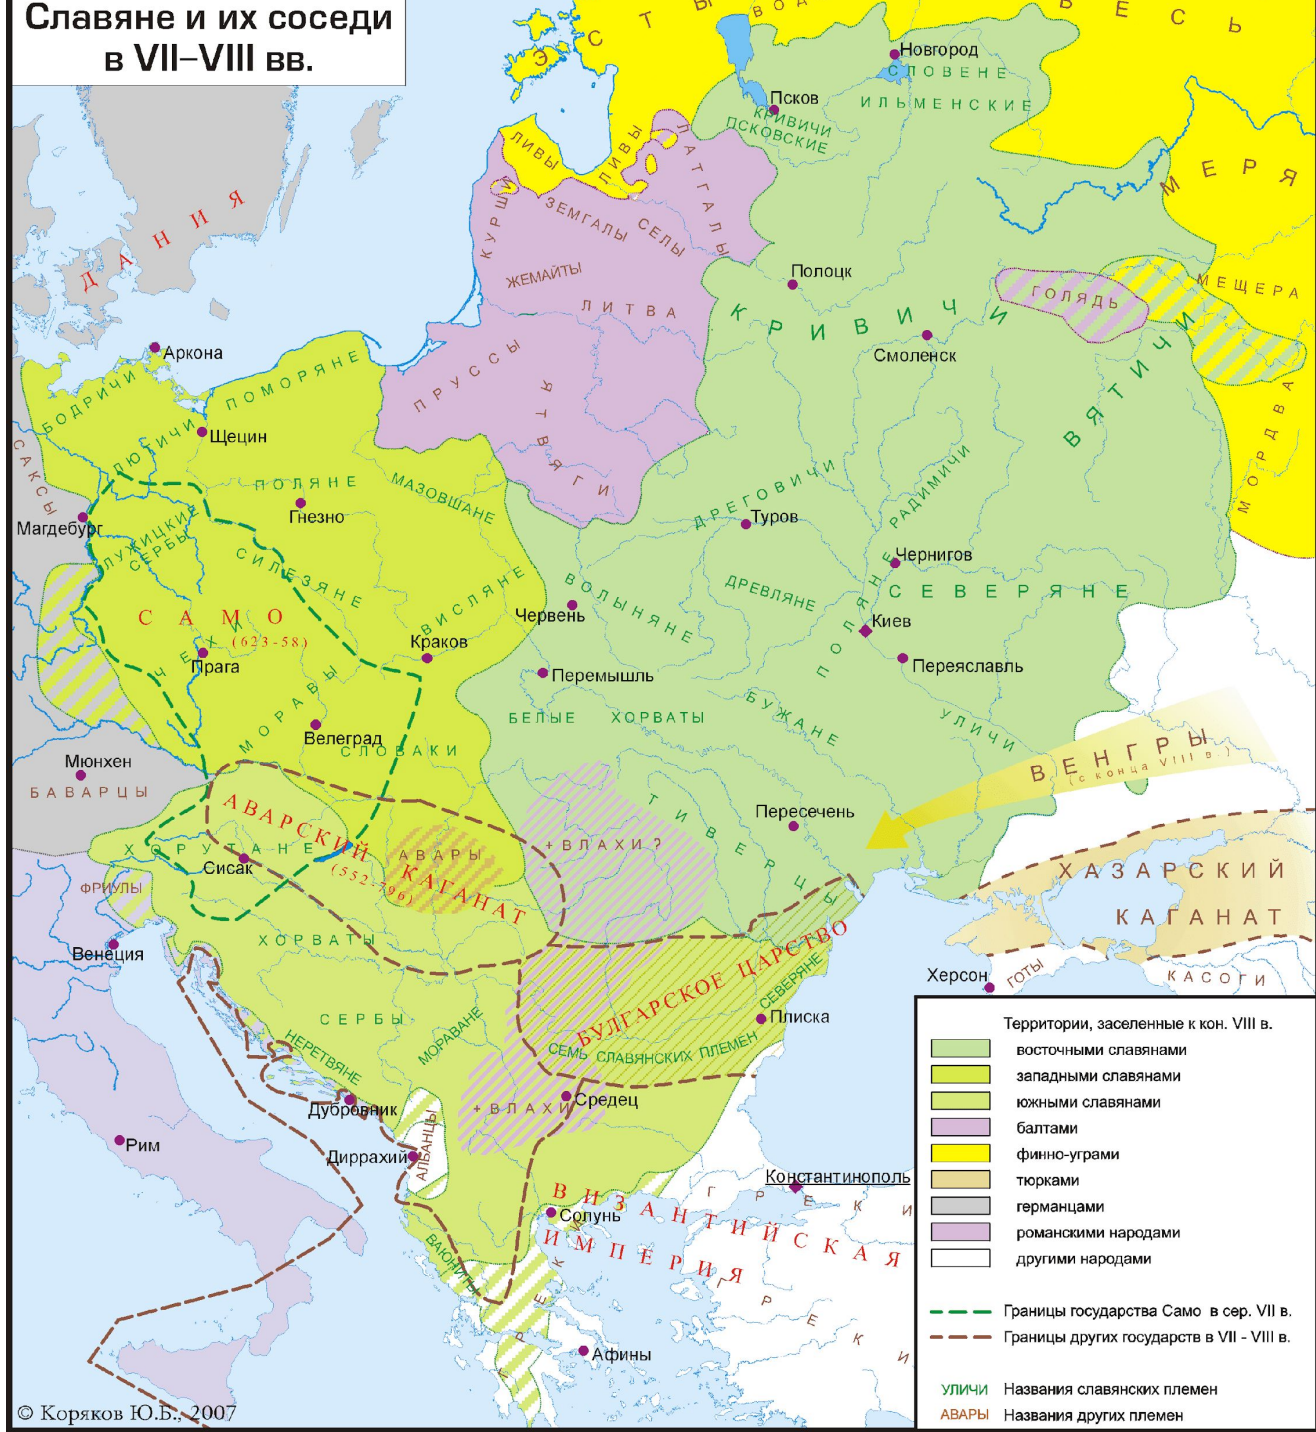 Славяне и их соседи
в VII–VIII вв.
ЭСТЫ
ВОДЬ
ВЕСЬ
Новгород
СЛОВЕНЕ
ИЛЬМЕНСКИЕ
Псков
КРИВИЧИ
ПСКОВСКИЕ
ЛИВЫ
ЛИВЫ
ЛАТГАЛЫ
МЕРЯ
ДАНИЯ
КУРШИ
ЗЕМГАЛЫ
СЕЛЫ
ЖЕМАЙТЫ
ЛИТВА
Полоцк
КРИВИЧИ
ГОЛЯДЬ
МЕЩЕРА
Смоленск
ВЯТИЧИ
Аркона
БОДРИЧИ
ПОМОРЯНЕ
ПРУССЫ
ЯТВЯГИ
МОРДВА
САКСЫ
ЛЮТИЧИ
Щецин
ПОЛЯНЕ
МАЗОВШАНЕ
Гнезно
Магдебург
ЛУЖИЦКИЕ
СЕРБЫ
СИЛЕЗЯНЕ
ДРЕГОВИЧИ
РАДИМИЧИ
Туров
Чернигов
СЕВЕРЯНЕ
ВОЛЫНЯНЕ
ДРЕВЛЯНЕ
ПОЛЯНЕ
ВИСЛЯНЕ
Червень
Киев
САМО
(623-58)
ЧЕХИ
Прага
Краков
Перемышль
Переяславль
МОРАВЫ
Велеград
СЛОВАКИ
БЕЛЫЕ ХОРВАТЫ
БУЖАНЕ
УЛИЧИ
ВЕНГРЫ
(с конца VIII в.)
Мюнхен
БАВАРЦЫ
АВАРСКИЙ
КАГАНАТ
(552-796)
АВАРЫ
+ВЛАХИ?
ТИВЕРЦЫ
Пересечень
ХОРУТАНЕ
Сисак
ХАЗАРСКИЙ
КАГАНАТ
ФРИУЛЫ
Венеция
ХОРВАТЫ
БУЛГАРСКОЕ ЦАРСТВО
СЕВЕРЯНЕ
Херсон
ГОТЫ
КАСОГИ
СЕРБЫ
МОРАВАНЕ
НЕРЕТВЯНЕ
Плиска
СЕМЬ СЛАВЯНСКИХ ПЛЕМЕН
Дубровник
+ВЛАХИ
Средец
Рим
Диррахий
АЛБАНЦЫ
Константинополь
ВИЗАНТИЙСКАЯ
ИМПЕРИЯ
ГРЕКИ
Солунь
ВАЮНИТЫ
ГРЕКИ
ГРЕКИ
Афины
Территории, заселенные к кон. VIII в.
восточными славянами
западными славянами
южными славянами
балтами
финно-уграми
тюрками
германцами
романскими народами
другими народами
Границы государства Само в сер. VII в.
Границы других государств в VII - VIII в.
УЛИЧИ Названия славянских племен
АВАРЫ Названия других племен
© Коряков Ю.Б., 2007